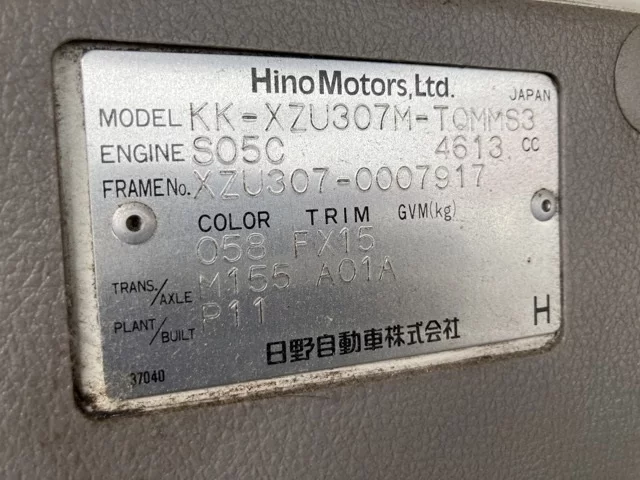 Hino Motors, Ltd.
JAPAN
MODEL KK-XZU307M-TQMMS3
ENGINE S05C 4613 CC
FRAME No. XZU307-0007917
COLOR TRIM GVM(kg)
058 FX15
TRANS./AXLE M155 A01A
PLANT/BUILT P11
日野自動車株式会社
H
37040